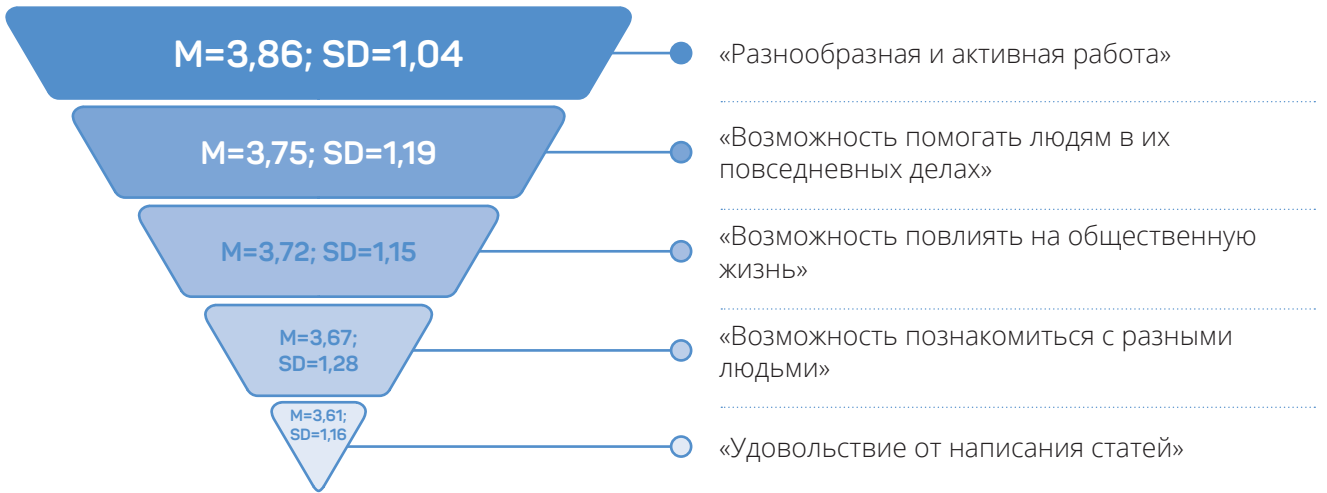 M=3,86; SD=1,04
«Разнообразная и активная работа»
M=3,75; SD=1,19
«Возможность помогать людям в их
повседневных делах»
M=3,72; SD=1,15
«Возможность повлиять на общественную
жизнь»
M=3,67;
SD=1,28
«Возможность познакомиться с разными
людьми»
M=3,61;
SD=1,16
«Удовольствие от написания статей»